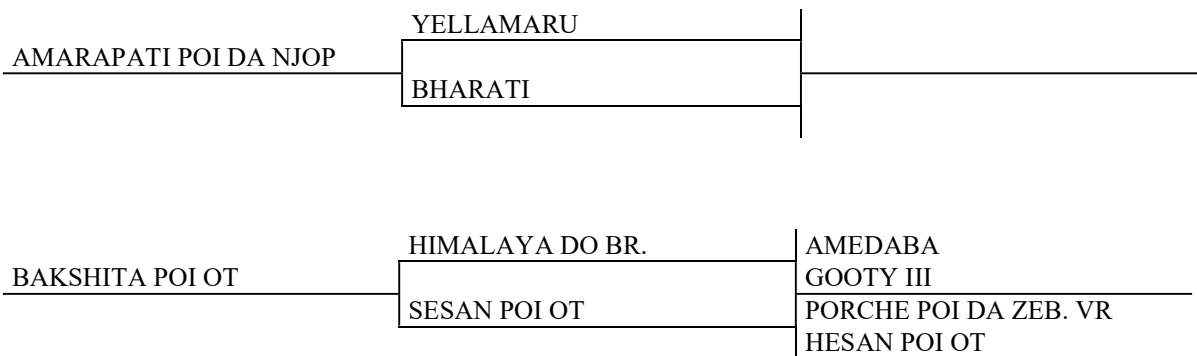 YELLAMARU
AMARAPATI POI DA NJOP
BHARATI
HIMALAYA DO BR.
AMEDABA
BAKSHITA POI OT
GOOTY III
SESAN POI OT
PORCHE POI DA ZEB. VR
HESAN POI OT